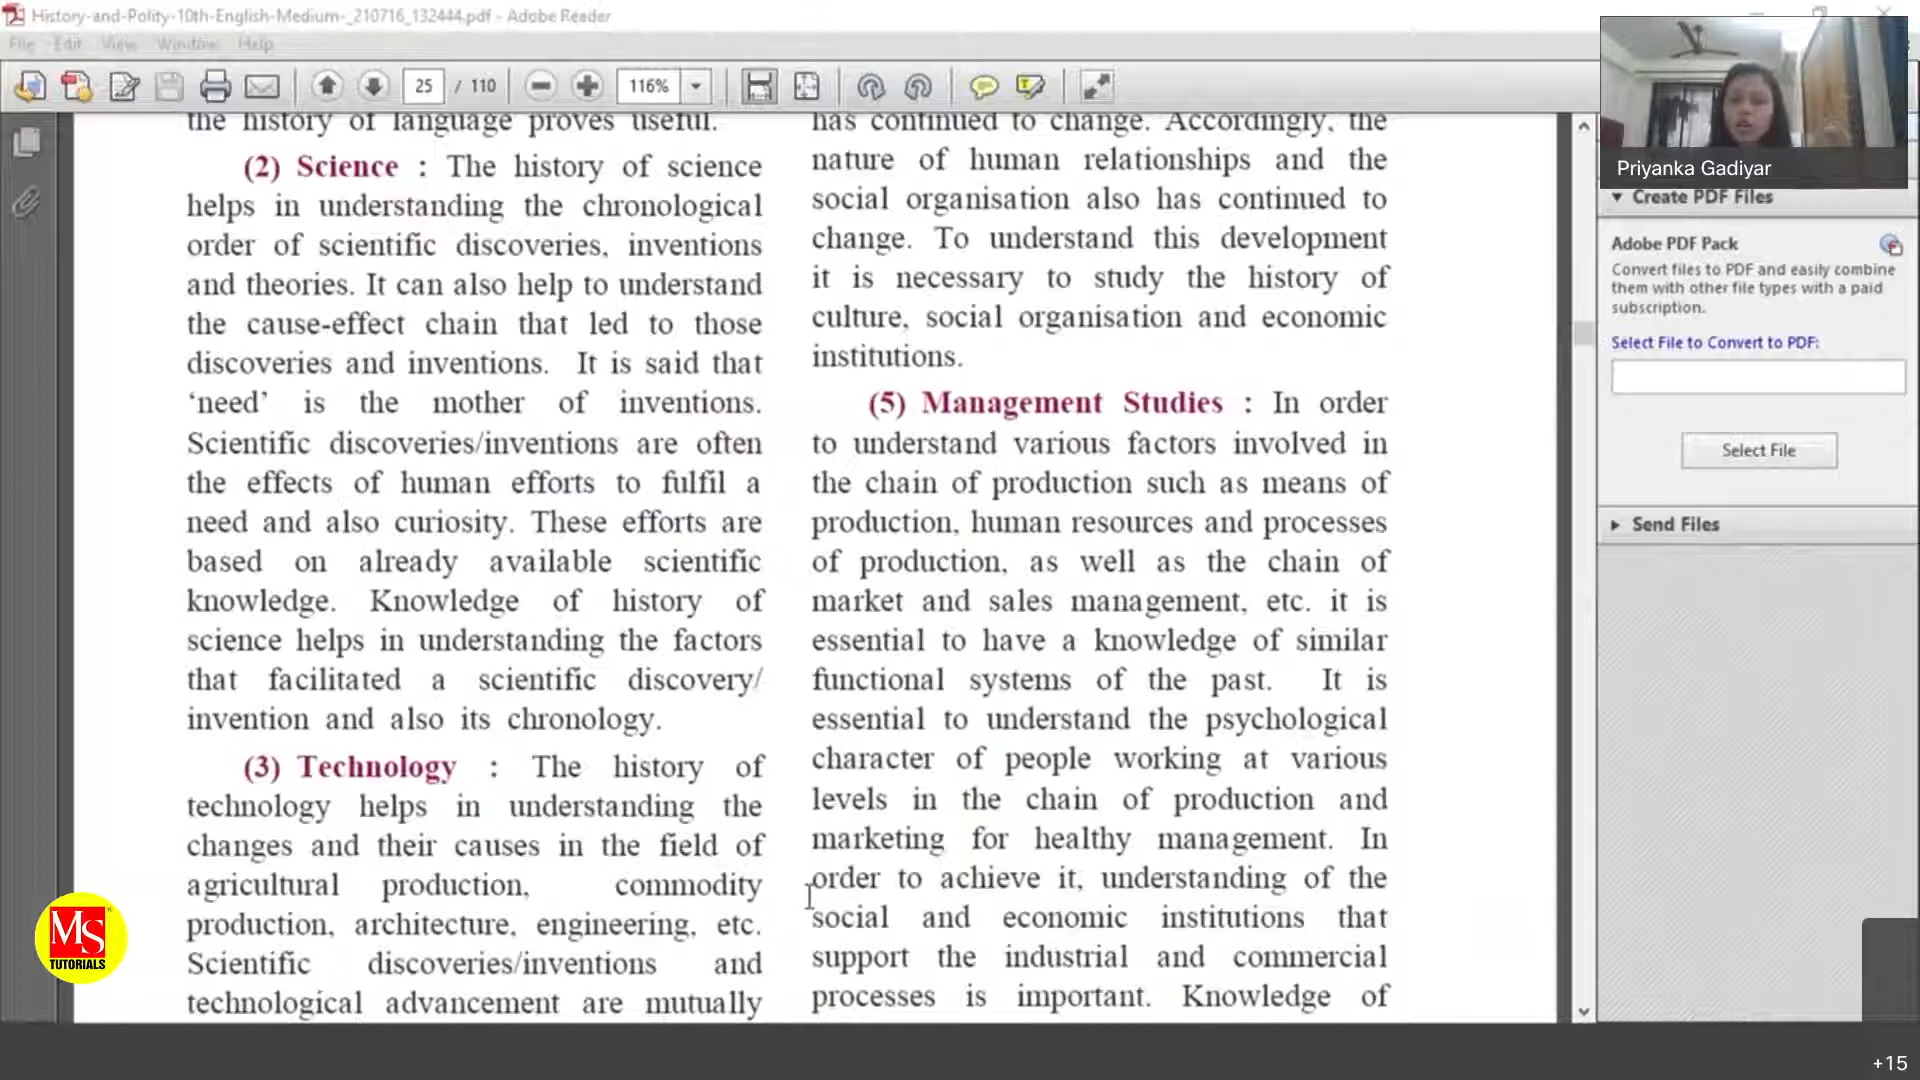 History-and-Polity-10th-English-Medium-_210716_132444.pdf - Adobe Reader
File Edit View Window Help
25 / 110 116%
the history of language proves useful.
(2) Science : The history of science
helps in understanding the chronological
order of scientific discoveries, inventions
and theories. It can also help to understand
the cause-effect chain that led to those
discoveries and inventions. It is said that
‘need’ is the mother of inventions.
Scientific discoveries/inventions are often
the effects of human efforts to fulfil a
need and also curiosity. These efforts are
based on already available scientific
knowledge. Knowledge of history of
science helps in understanding the factors
that facilitated a scientific discovery/
invention and also its chronology.
(3) Technology : The history of
technology helps in understanding the
changes and their causes in the field of
agricultural production, commodity
production, architecture, engineering, etc.
Scientific discoveries/inventions and
technological advancement are mutually
has continued to change. Accordingly, the
nature of human relationships and the
social organisation also has continued to
change. To understand this development
it is necessary to study the history of
culture, social organisation and economic
institutions.
(5) Management Studies : In order
to understand various factors involved in
the chain of production such as means of
production, human resources and processes
of production, as well as the chain of
market and sales management, etc. it is
essential to have a knowledge of similar
functional systems of the past. It is
essential to understand the psychological
character of people working at various
levels in the chain of production and
marketing for healthy management. In
order to achieve it, understanding of the
social and economic institutions that
support the industrial and commercial
processes is important. Knowledge of
Priyanka Gadiyar
Create PDF Files
Adobe PDF Pack
Convert files to PDF and easily combine
them with other file types with a paid
subscription.
Select File to Convert to PDF:
Select File
Send Files
MS
TUTORIALS
+15